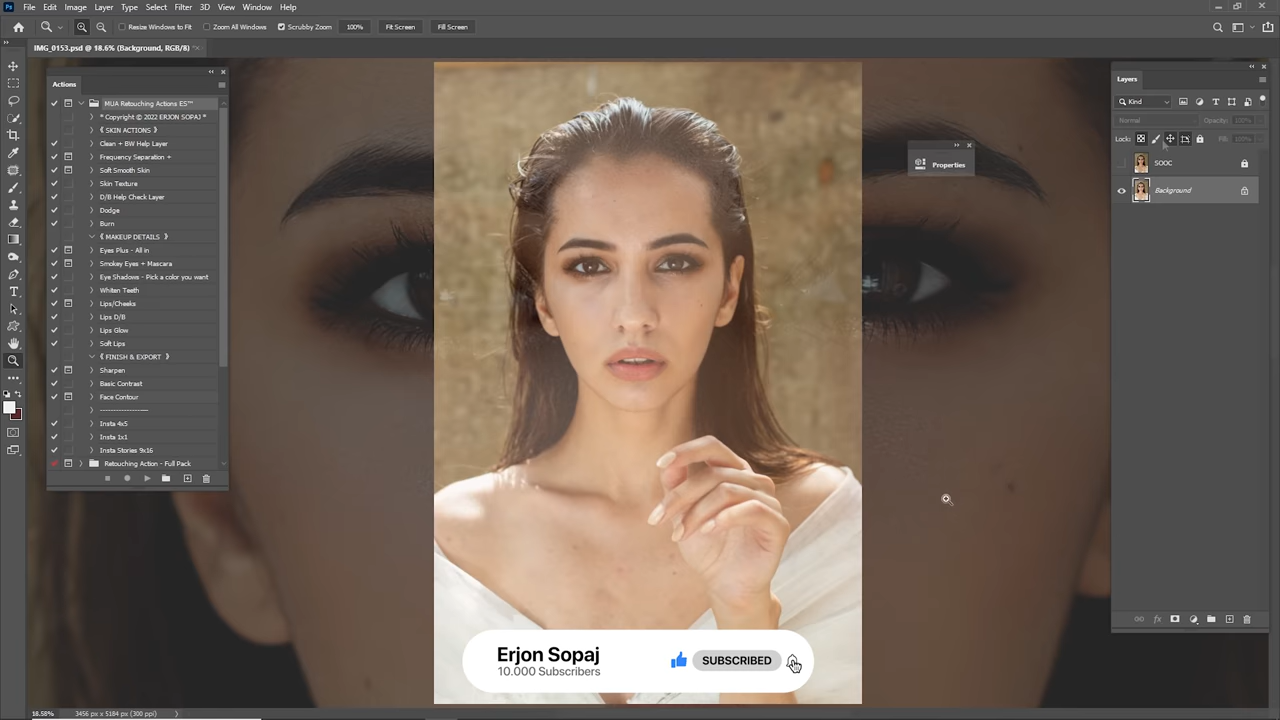 Ps File Edit Image Layer Type Select Filter 3D View Window Help
Resize Windows to Fit Zoom All Windows Scrubby Zoom 100% Fit Screen Fill Screen
IMG_0153.psd @ 18.6% (Background, RGB/8) *
Actions
MUA Retouching Actions ES™
* Copyright © 2022 ERJON SOPAJ *
《 SKIN ACTIONS 》
Clean + BW Help Layer
Frequency Separation +
Soft Smooth Skin
Skin Texture
D/B Help Check Layer
Dodge
Burn
《 MAKEUP DETAILS 》
Eyes Plus - All in
Smokey Eyes + Mascara
Eye Shadows - Pick a color you want
Whiten Teeth
Lips/Cheeks
Lips D/B
Lips Glow
Soft Lips
《 FINISH & EXPORT 》
Sharpen
Basic Contrast
Face Contour
--------------------
Insta 4x5
Insta 1x1
Insta Stories 9x16
Retouching Action - Full Pack
Properties
Layers
Kind
Normal Opacity: 100%
Lock: Fill: 100%
SOOC
Background
Erjon Sopaj
10.000 Subscribers
SUBSCRIBED
18.58% 3456 px x 5184 px (300 ppi)